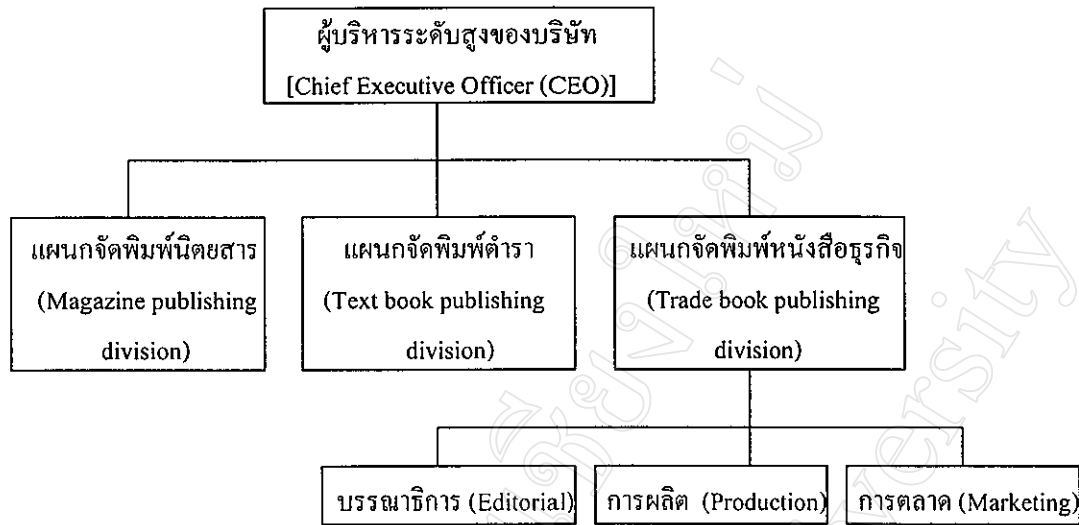 ผู้บริหารระดับสูงของบริษัท
[Chief Executive Officer (CEO)]
แผนกจัดพิมพ์นิตยสาร
(Magazine publishing
division)
แผนกจัดพิมพ์ตำรา
(Text book publishing
division)
แผนกจัดพิมพ์หนังสือธุรกิจ
(Trade book publishing
division)
บรรณาธิการ (Editorial)
การผลิต (Production)
การตลาด (Marketing)